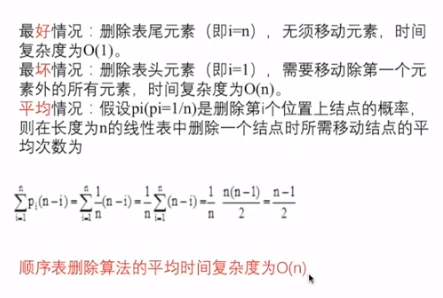 最好情况：删除表尾元素（即i=n），无须移动元素，时间
复杂度为O(1)。
最坏情况：删除表头元素（即i=1），需要移动除第一个元
素外的所有元素，时间复杂度为O(n)。
平均情况：假设pi(pi=1/n)是删除第i个位置上结点的概率，
则在长度为n的线性表中删除一个结点时所需移动结点的平
均次数为
\sum_{i=1}^{n} p_i(n-i) = \sum_{i=1}^{n} \frac{1}{n}(n-i) = \frac{1}{n} \sum_{i=1}^{n} (n-i) = \frac{1}{n} \frac{n(n-1)}{2} = \frac{n-1}{2}
顺序表删除算法的平均时间复杂度为O(n)